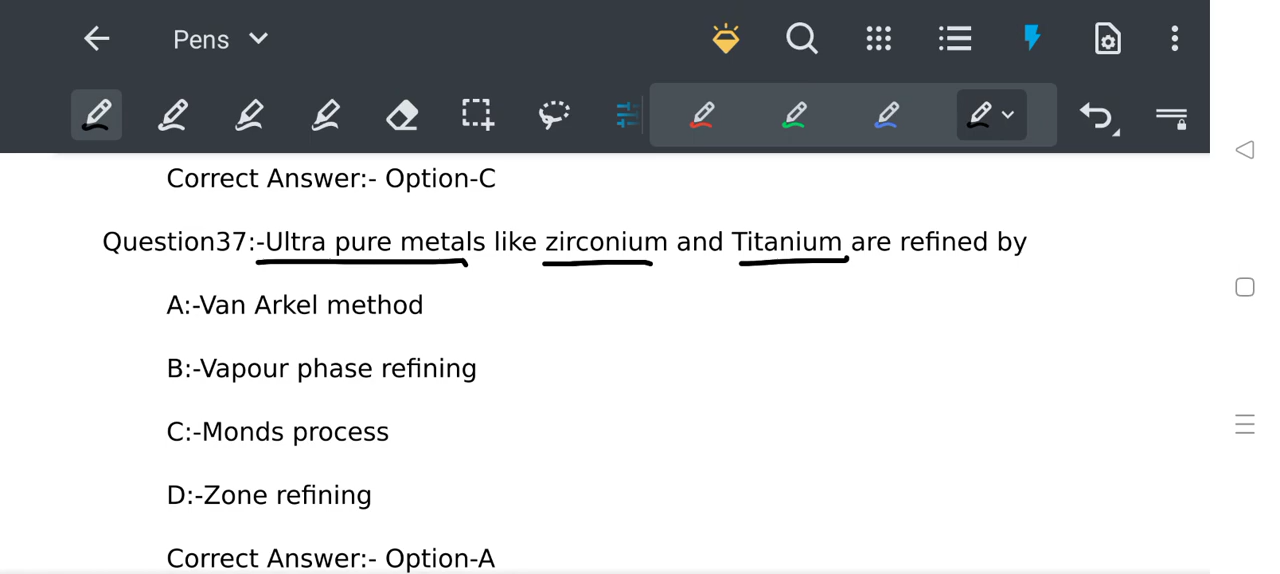 Pens
Correct Answer:- Option-C
Question37:-Ultra pure metals like zirconium and Titanium are refined by
A:-Van Arkel method
B:-Vapour phase refining
C:-Monds process
D:-Zone refining
Correct Answer:- Option-A